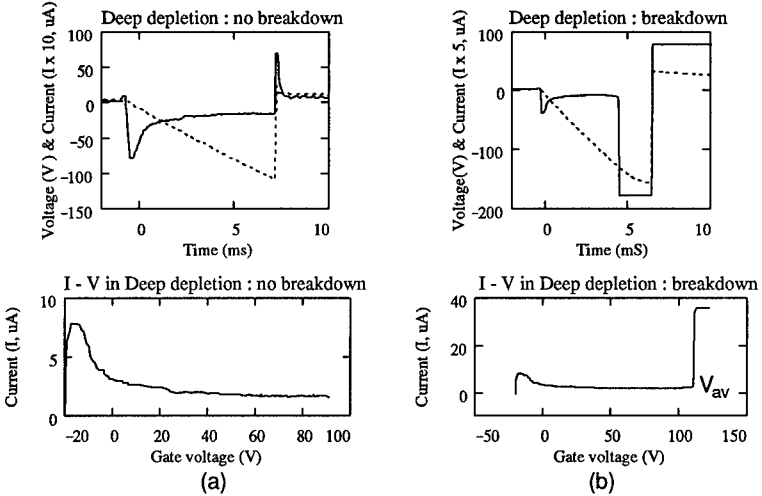 Deep depletion : no breakdown
Voltage (V) & Current (I x 10, uA)
100
50
0
-50
-100
-150
0
5
10
Time (ms)
Deep depletion : breakdown
Voltage(V) & Current (I x 5, uA)
100
0
-100
-200
0
5
10
Time (mS)
I - V in Deep depletion : no breakdown
Current (I, uA)
10
5
0
-20
0
20
40
60
80
100
Gate voltage (V)
(a)
I - V in Deep depletion : breakdown
Current (I, uA)
40
20
0
Vav
-50
0
50
100
150
Gate voltage (V)
(b)